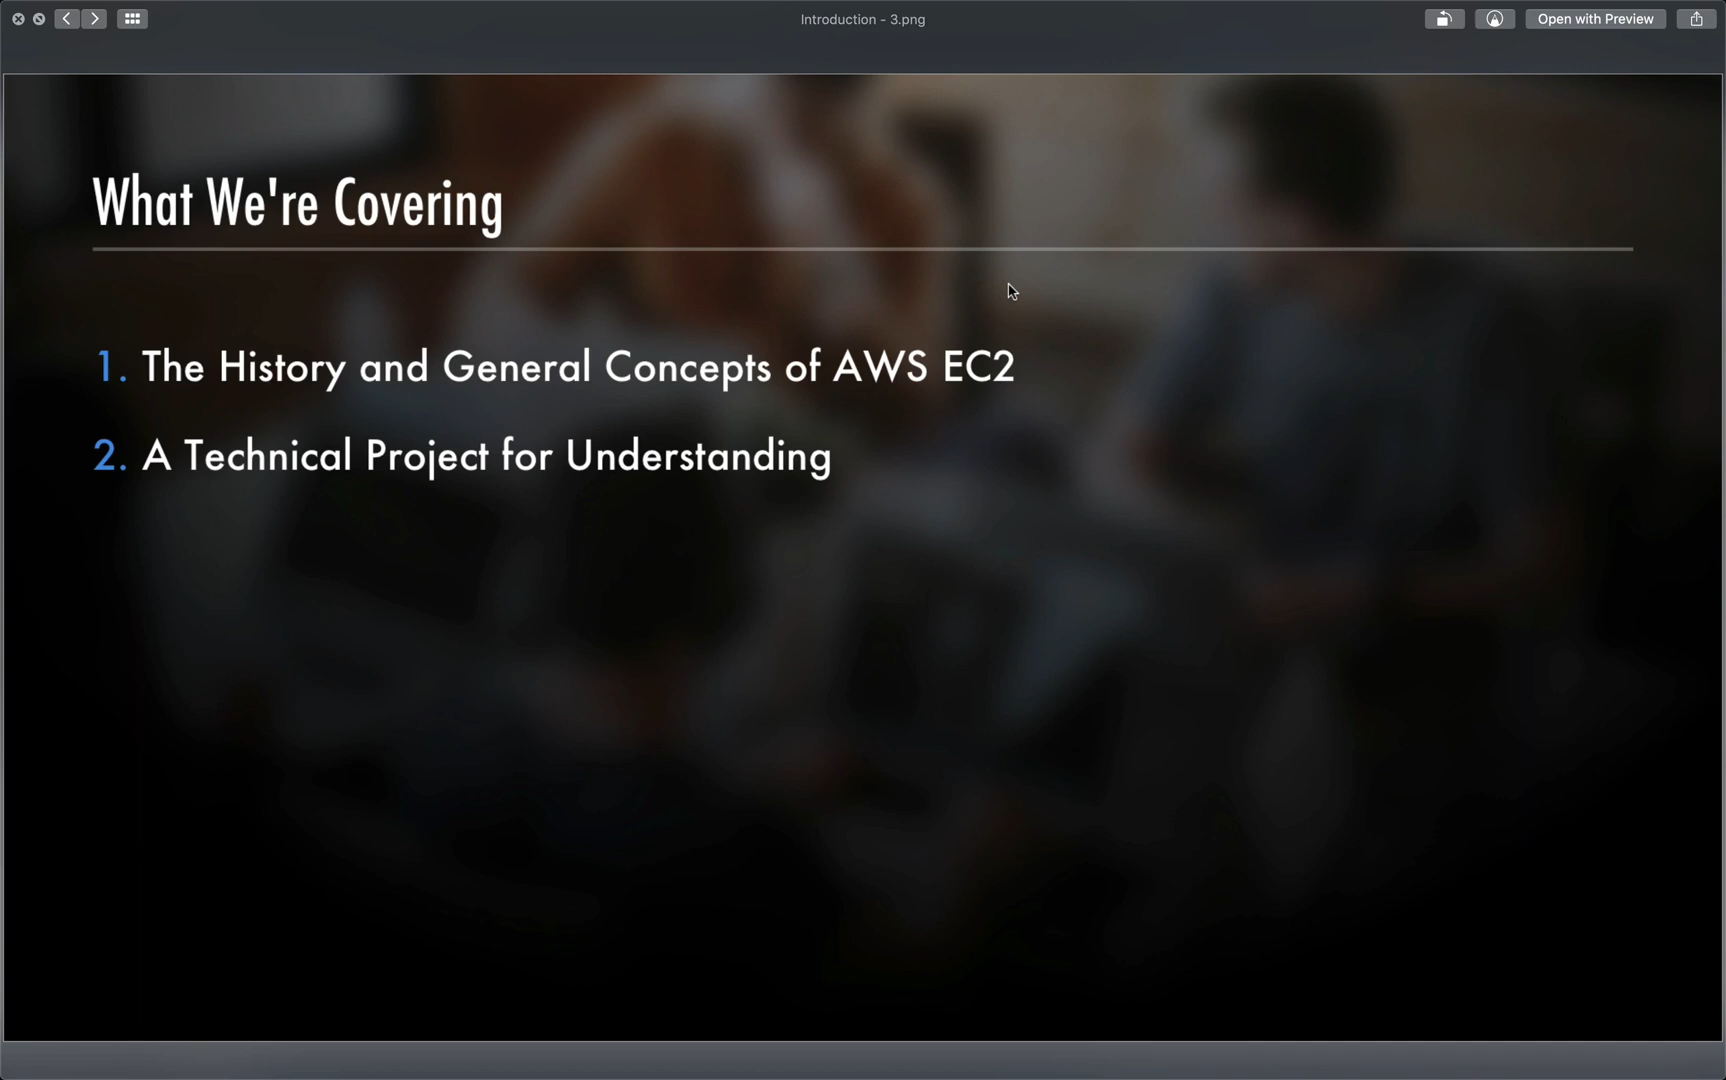 Introduction - 3.png
Open with Preview
What We're Covering
1. The History and General Concepts of AWS EC2
2. A Technical Project for Understanding